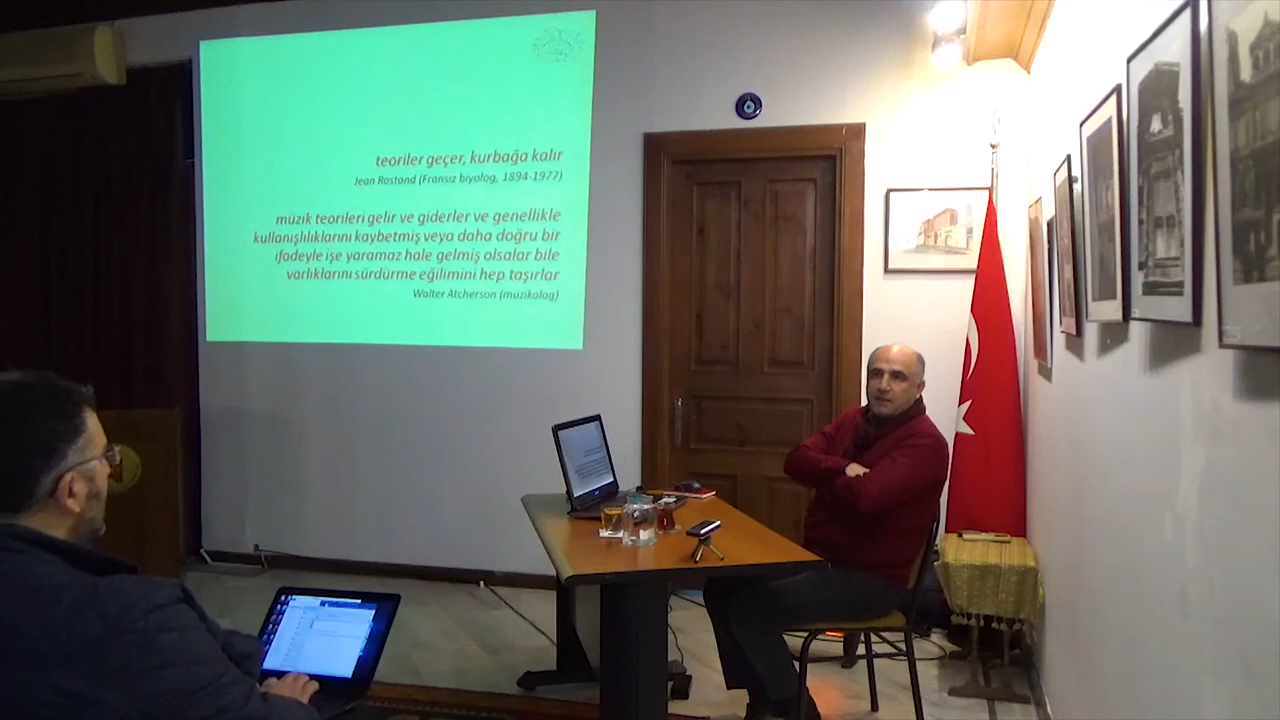 teoriler geçer, kurbağa kalır
Jean Rostand (Fransız biyolog, 1894-1977)
müzik teorileri gelir ve giderler ve genellikle
kullanışlılıklarını kaybetmiş veya daha doğru bir
ifadeyle işe yaramaz hale gelmiş olsalar bile
varlıklarını sürdürme eğilimini hep taşırlar
Walter Atcherson (müzikolog)